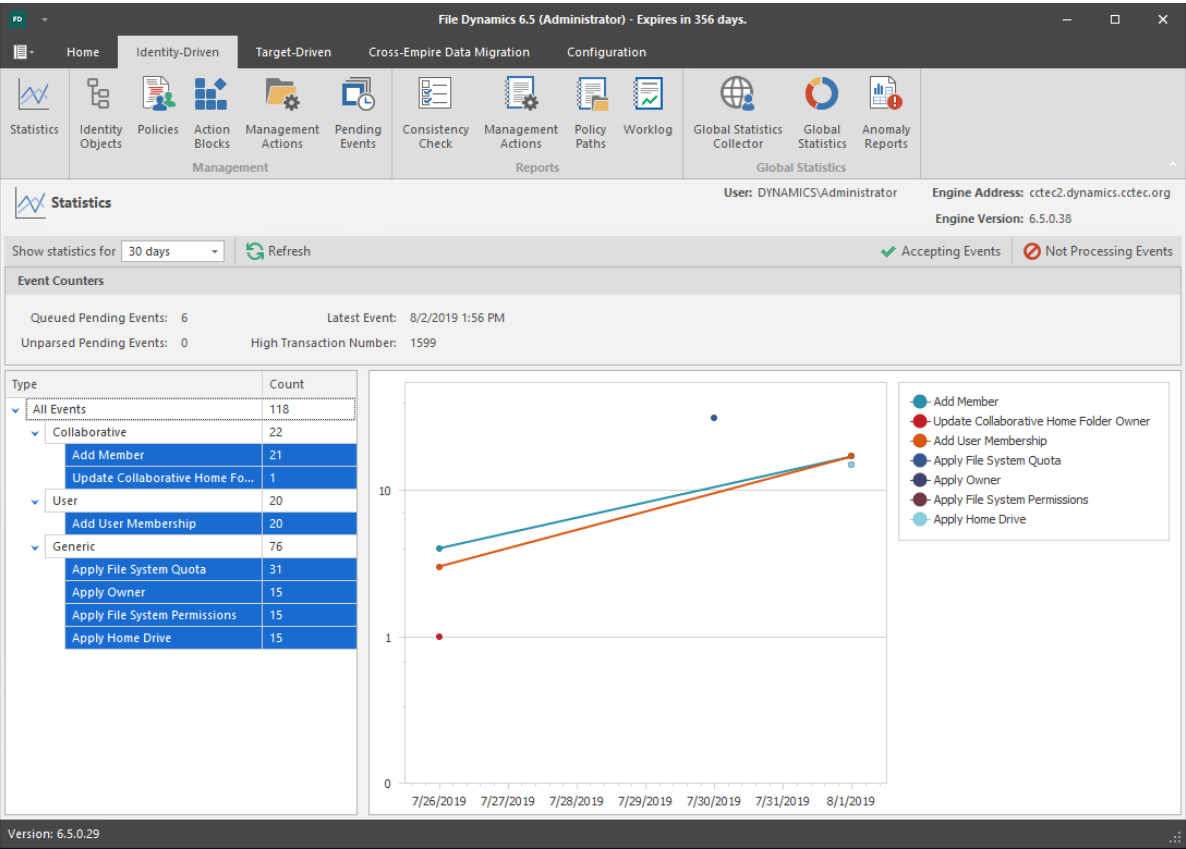 FD
File Dynamics 6.5 (Administrator) - Expires in 356 days.
Home Identity-Driven Target-Driven Cross-Empire Data Migration Configuration
Statistics
Identity Objects
Policies
Action Blocks
Management Actions
Pending Events
Consistency Check
Management Actions
Policy Paths
Worklog
Global Statistics Collector
Global Statistics
Anomaly Reports
Management Reports Global Statistics
Statistics
User: DYNAMICS\Administrator Engine Address: cctec2.dynamics.cctec.org
Engine Version: 6.5.0.38
Show statistics for 30 days Refresh Accepting Events Not Processing Events
Event Counters
Queued Pending Events: 6 Latest Event: 8/2/2019 1:56 PM
Unparsed Pending Events: 0 High Transaction Number: 1599
Type Count
All Events 118
Collaborative 22
Add Member 21
Update Collaborative Home Fo... 1
User 20
Add User Membership 20
Generic 76
Apply File System Quota 31
Apply Owner 15
Apply File System Permissions 15
Apply Home Drive 15
10
1
0
7/26/2019 7/27/2019 7/28/2019 7/29/2019 7/30/2019 7/31/2019 8/1/2019
Add Member
Update Collaborative Home Folder Owner
Add User Membership
Apply File System Quota
Apply Owner
Apply File System Permissions
Apply Home Drive
Version: 6.5.0.29